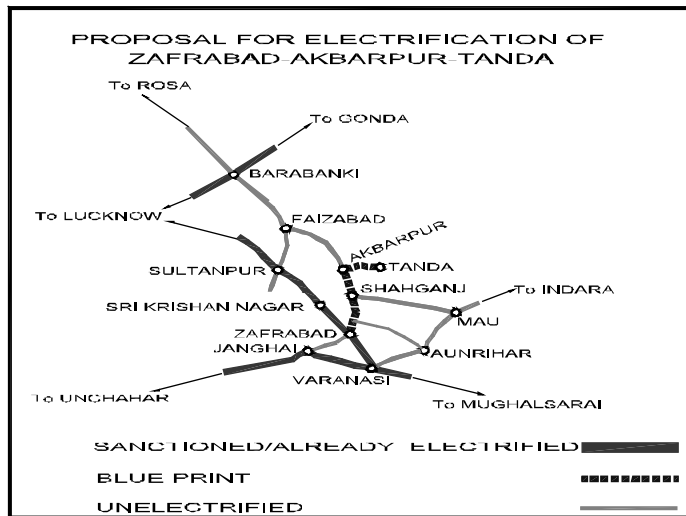 PROPOSAL FOR ELECTRIFICATION OF
ZAFRABAD-AKBARPUR-TANDA
To ROSA
To GONDA
BARABANKI
To LUCKNOW
FAIZABAD
AKBARPUR
SULTANPUR
TANDA
SHAHGANJ
To INDARA
SRI KRISHAN NAGAR
MAU
ZAFRABAD
JANGHAI
AUNRIHAR
VARANASI
To UNCHAHAR
To MUGHALSARAI
SANCTIONED/ALREADY ELECTRIFIED
BLUE PRINT
UNELECTRIFIED